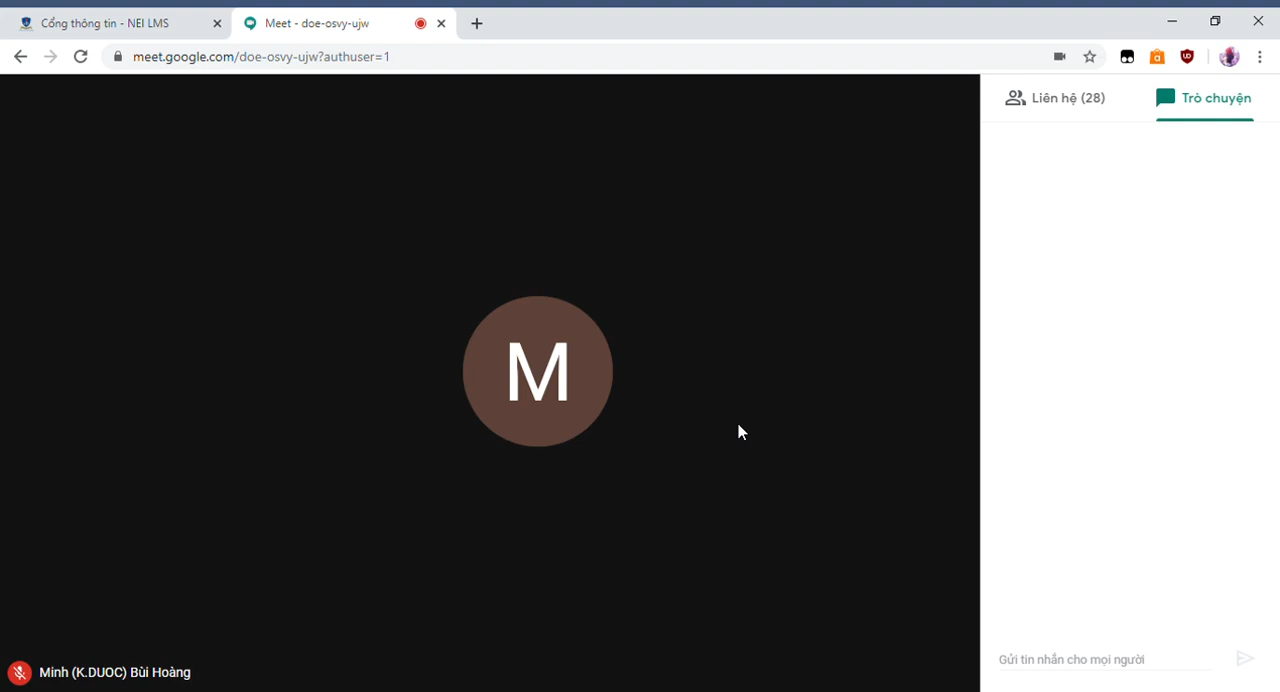 Cổng thông tin - NEI LMS
Meet - doe-osvy-ujw
meet.google.com/doe-osvy-ujw?authuser=1
Liên hệ (28)
Trò chuyện
M
Minh (K.DUOC) Bùi Hoàng
Gửi tin nhắn cho mọi người